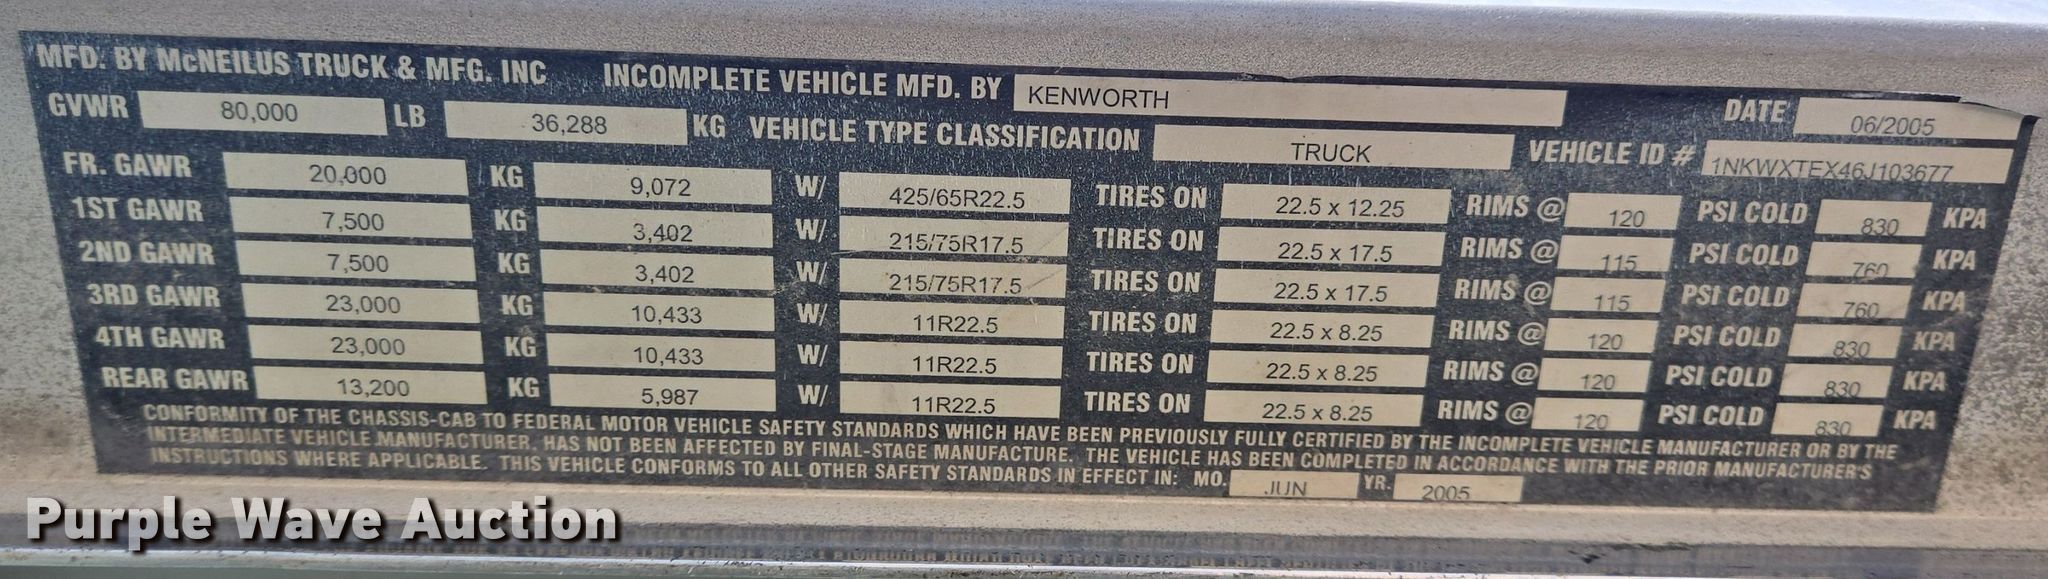 MFD. BY McNEILUS TRUCK & MFG. INC INCOMPLETE VEHICLE MFD. BY KENWORTH DATE 06/2005
GVWR 80,000 LB 36,288 KG VEHICLE TYPE CLASSIFICATION TRUCK VEHICLE ID # 1NKWXTEX46J103677
FR. GAWR 20,000 KG 9,072 W/ 425/65R22.5 TIRES ON 22.5 x 12.25 RIMS @ 120 PSI COLD 830 KPA
1ST GAWR 7,500 KG 3,402 W/ 215/75R17.5 TIRES ON 22.5 x 17.5 RIMS @ 115 PSI COLD 760 KPA
2ND GAWR 7,500 KG 3,402 W/ 215/75R17.5 TIRES ON 22.5 x 17.5 RIMS @ 115 PSI COLD 760 KPA
3RD GAWR 23,000 KG 10,433 W/ 11R22.5 TIRES ON 22.5 x 8.25 RIMS @ 120 PSI COLD 830 KPA
4TH GAWR 23,000 KG 10,433 W/ 11R22.5 TIRES ON 22.5 x 8.25 RIMS @ 120 PSI COLD 830 KPA
REAR GAWR 13,200 KG 5,987 W/ 11R22.5 TIRES ON 22.5 x 8.25 RIMS @ 120 PSI COLD 830 KPA
CONFORMITY OF THE CHASSIS-CAB TO FEDERAL MOTOR VEHICLE SAFETY STANDARDS WHICH HAVE BEEN PREVIOUSLY FULLY CERTIFIED BY THE INCOMPLETE VEHICLE MANUFACTURER OR BY THE
INTERMEDIATE VEHICLE MANUFACTURER, HAS NOT BEEN AFFECTED BY FINAL-STAGE MANUFACTURE. THE VEHICLE HAS BEEN COMPLETED IN ACCORDANCE WITH THE PRIOR MANUFACTURER'S
INSTRUCTIONS WHERE APPLICABLE. THIS VEHICLE CONFORMS TO ALL OTHER SAFETY STANDARDS IN EFFECT IN: MO. JUN YR. 2005
Purple Wave Auction